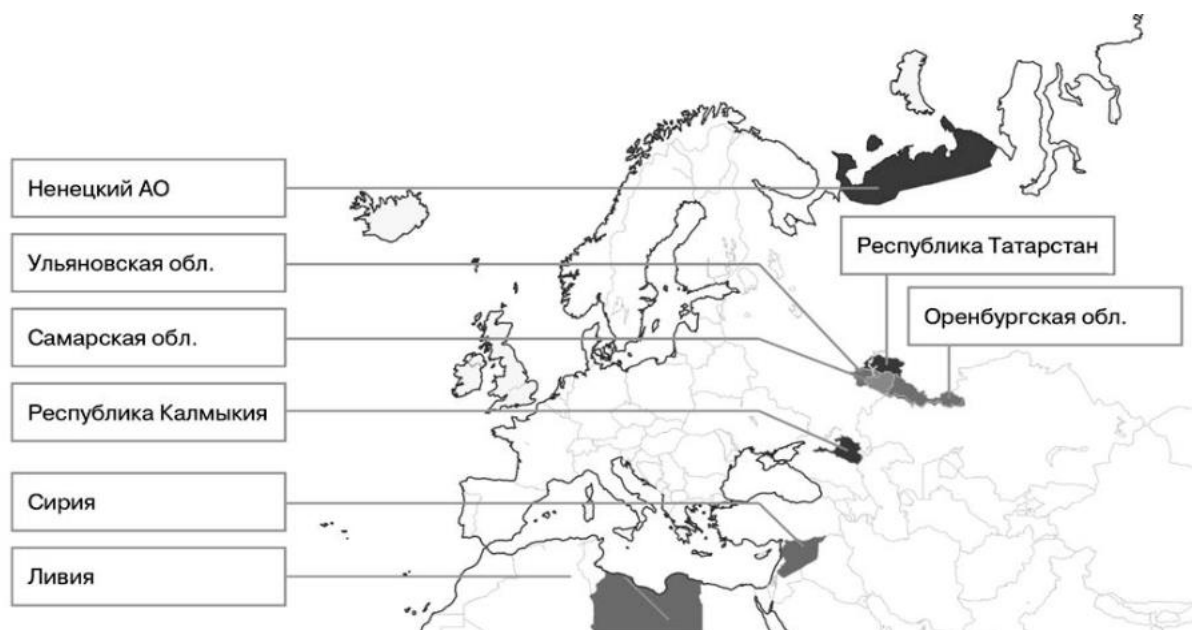 Ненецкий АО
Ульяновская обл.
Самарская обл.
Республика Калмыкия
Сирия
Ливия
Республика Татарстан
Оренбургская обл.